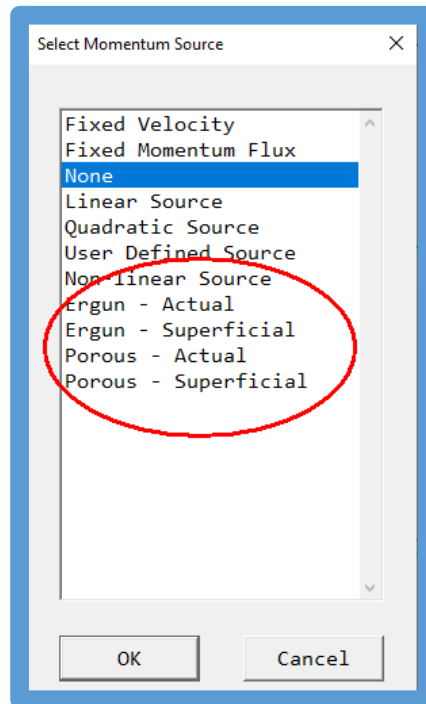 Select Momentum Source
Fixed Velocity
Fixed Momentum Flux
None
Linear Source
Quadratic Source
User Defined Source
Non-linear Source
Ergun - Actual
Ergun - Superficial
Porous - Actual
Porous - Superficial
OK Cancel